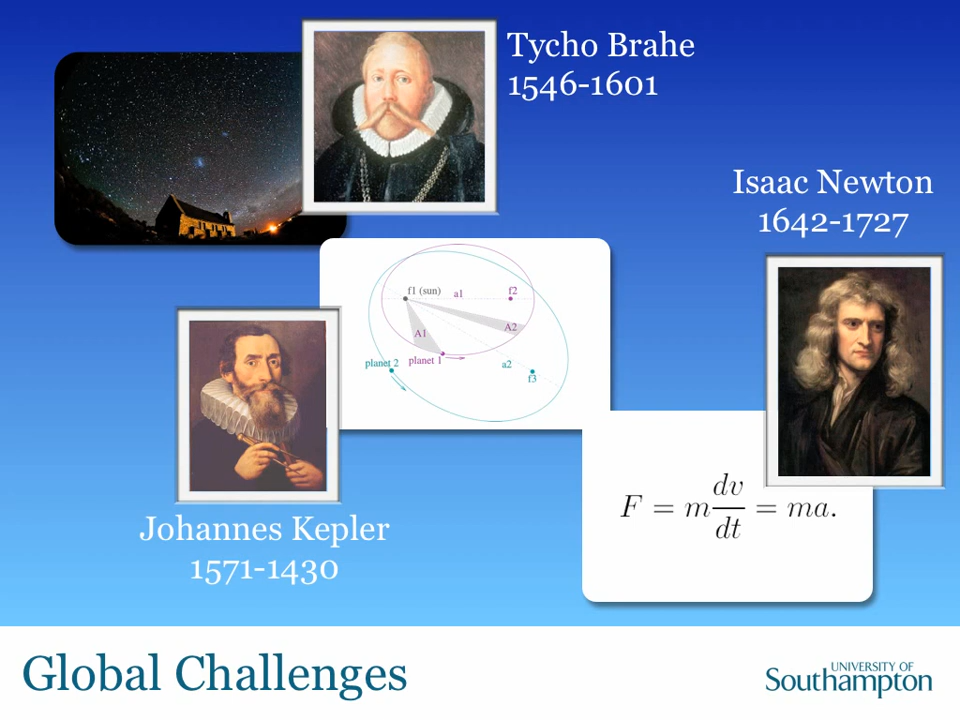 Tycho Brahe
1546-1601
Isaac Newton
1642-1727
f1 (sun)
a1
f2
A1
A2
planet 2
planet 1
a2
f3
F = m dv/dt = ma.
Johannes Kepler
1571-1430
Global Challenges
UNIVERSITY OF
Southampton